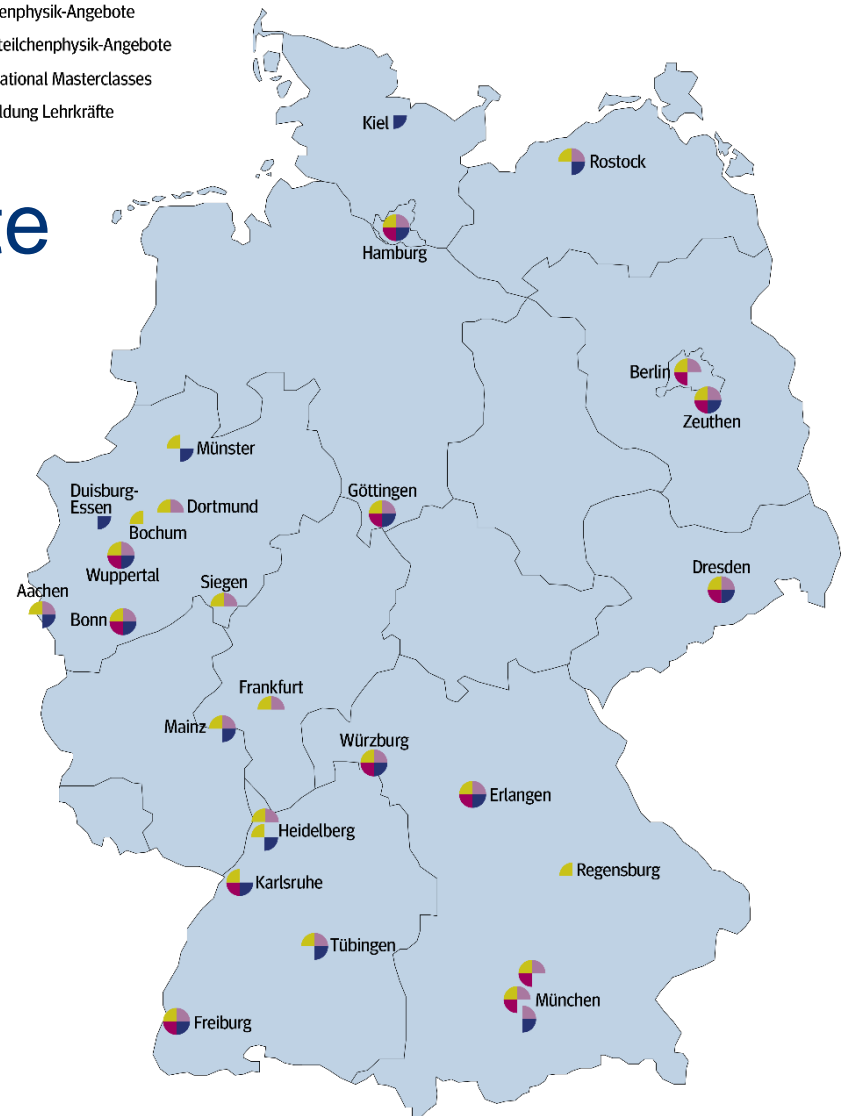 enphysik-Angebote
teilchenphysik-Angebote
ational Masterclasses
ldung Lehrkräfte
te
Kiel
Rostock
Hamburg
Berlin
Zeuthen
Münster
Duisburg-
Essen
Dortmund
Bochum
Göttingen
Wuppertal
Dresden
Aachen
Siegen
Bonn
Frankfurt
Mainz
Würzburg
Erlangen
Heidelberg
Regensburg
Karlsruhe
Tübingen
München
Freiburg